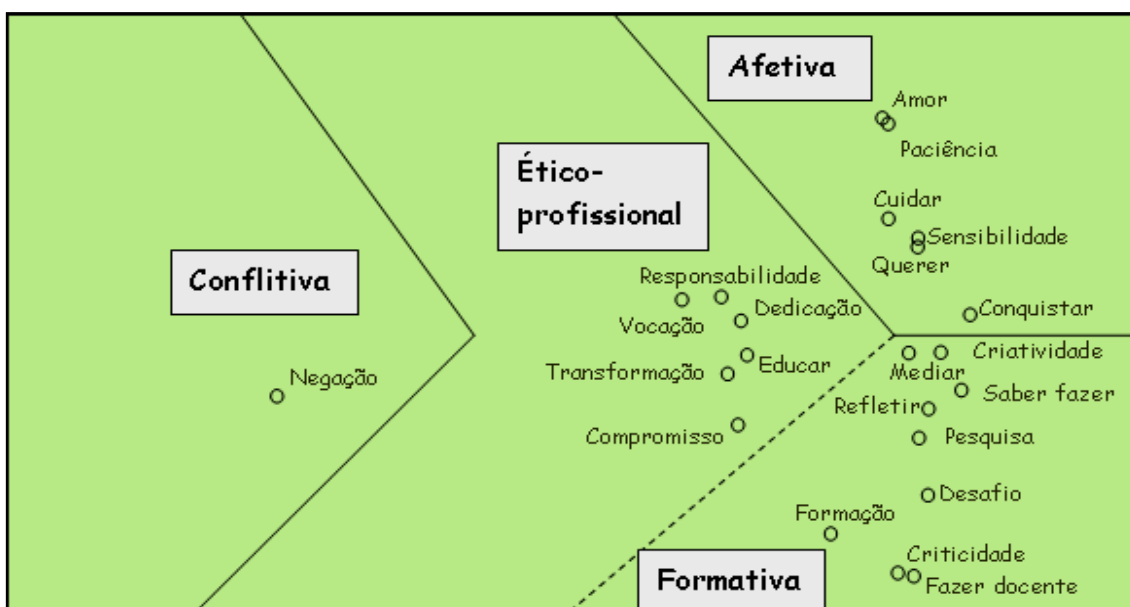 Afetiva
Amor
Paciência
Ético-
profissional
Cuidar
Sensibilidade
Querer
Conflitiva
Responsabilidade
Dedicação
Vocação
Conquistar
Negação
Transformação
Educar
Mediar
Criatividade
Saber fazer
Refletir
Compromisso
Pesquisa
Desafio
Formação
Formativa
Criticidade
Fazer docente